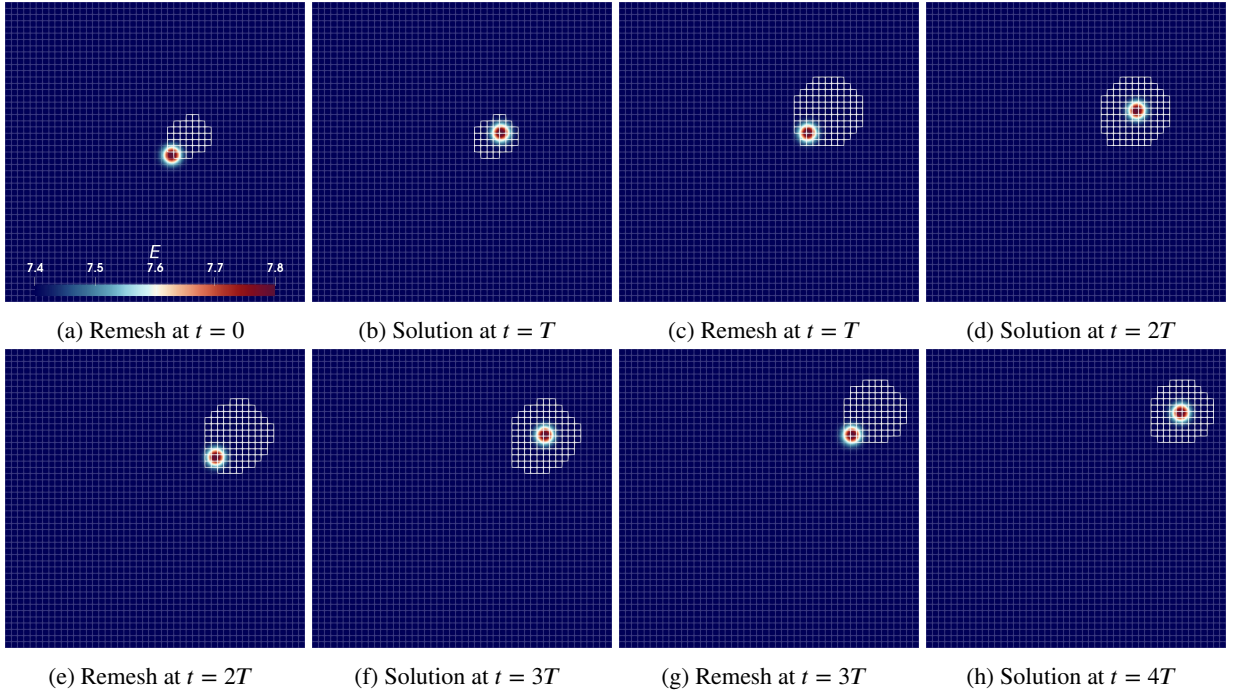 E
7.4 7.5 7.6 7.7 7.8
(a) Remesh at t = 0
(b) Solution at t = T
(c) Remesh at t = T
(d) Solution at t = 2T
(e) Remesh at t = 2T
(f) Solution at t = 3T
(g) Remesh at t = 3T
(h) Solution at t = 4T